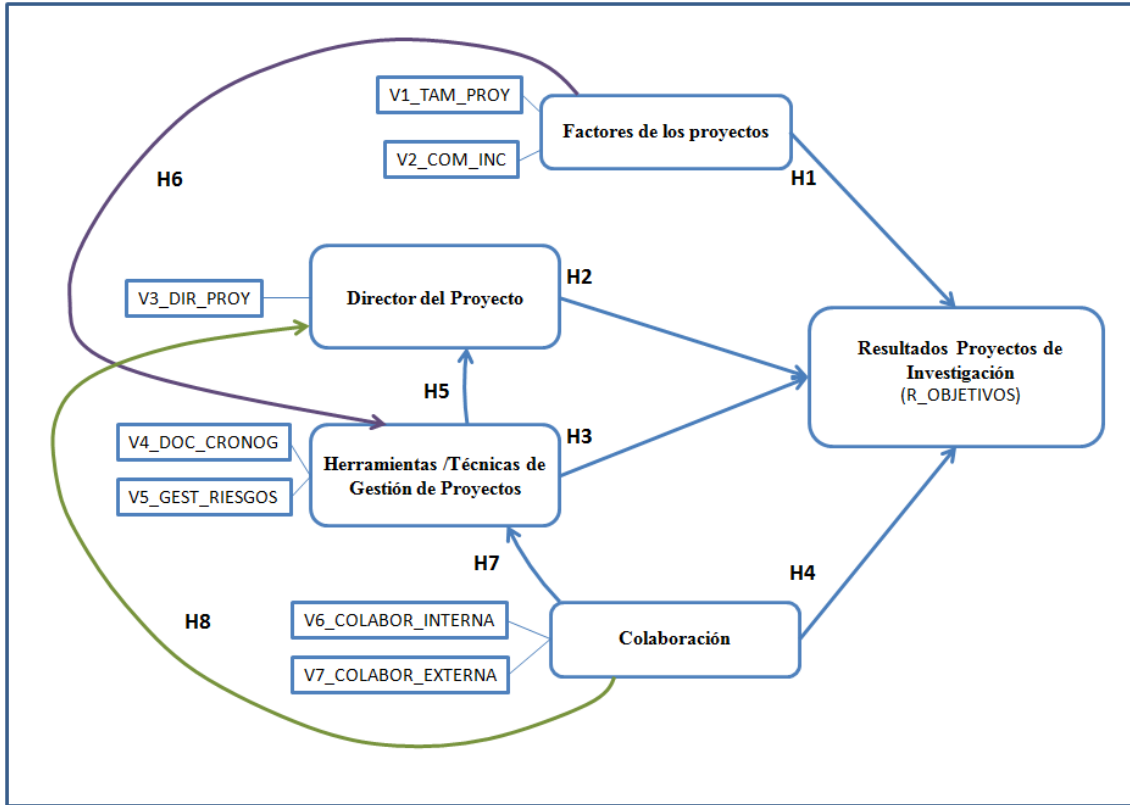 V1_TAM_PROY
Factores de los proyectos
V2_COM_INC
H6
H1
H2
V3_DIR_PROY
Director del Proyecto
Resultados Proyectos de
Investigación
(R_OBJETIVOS)
H5
H3
V4_DOC_CRONOG
Herramientas /Técnicas de
Gestión de Proyectos
V5_GEST_RIESGOS
H7
H4
H8
V6_COLABOR_INTERNA
Colaboración
V7_COLABOR_EXTERNA